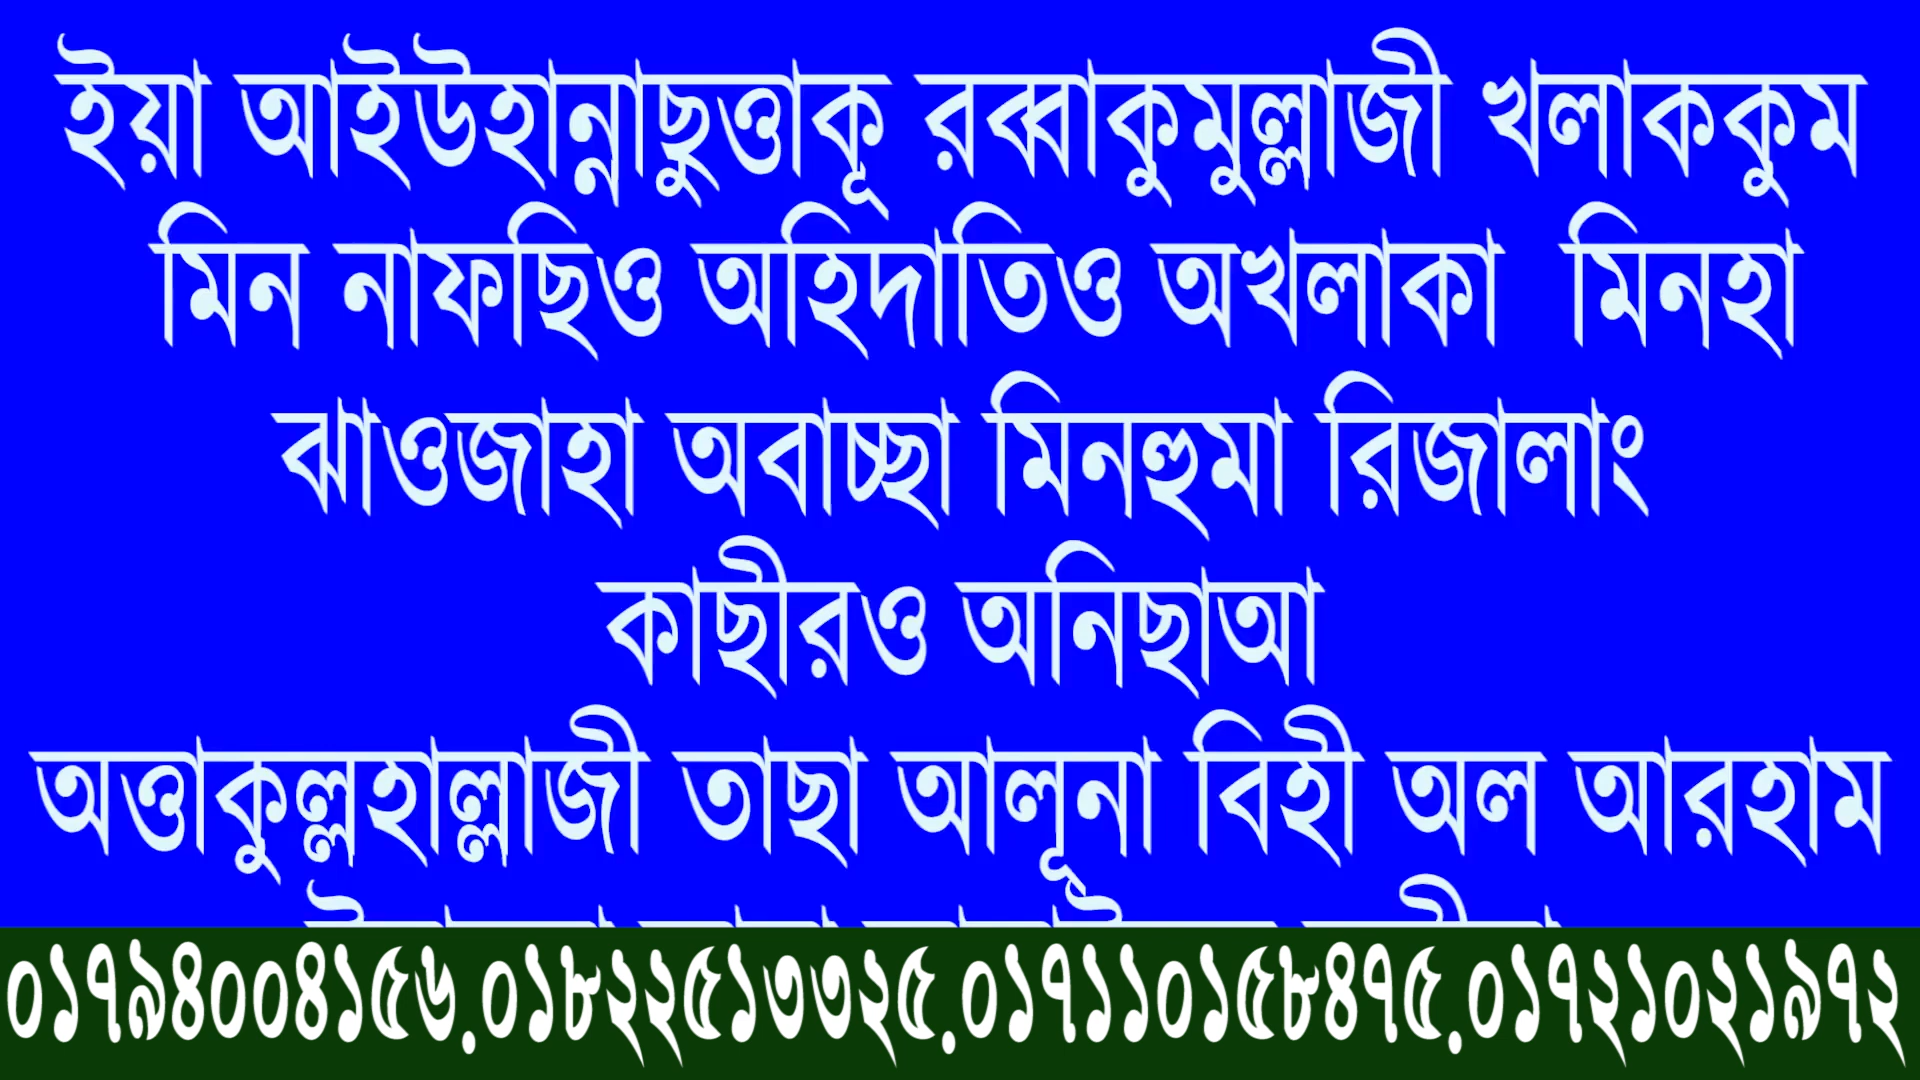 ইয়া আইউহান্নাছুত্তাকূ রব্বাকুমুল্লাজী খলাককুম
মিন নাফছিও অহিদাতিও অখলাকা মিনহা
ঝাওজাহা অবাচ্ছা মিনহুমা রিজালাং
কাছীরও অনিছাআ
অত্তাকুল্লহাল্লাজী তাছা আলূনা বিহী অল আরহাম
০১৭৯৪০০৪১৫৬.০১৮২২৫১৩৩২৫.০১৭১১০১৫৮৪৭৫.০১৭২১০২১৯৭২